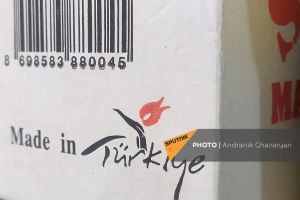 8 698583 880045
Made in Türkiye
SPUTNIK
PHOTO | Andranik Ghazaryan